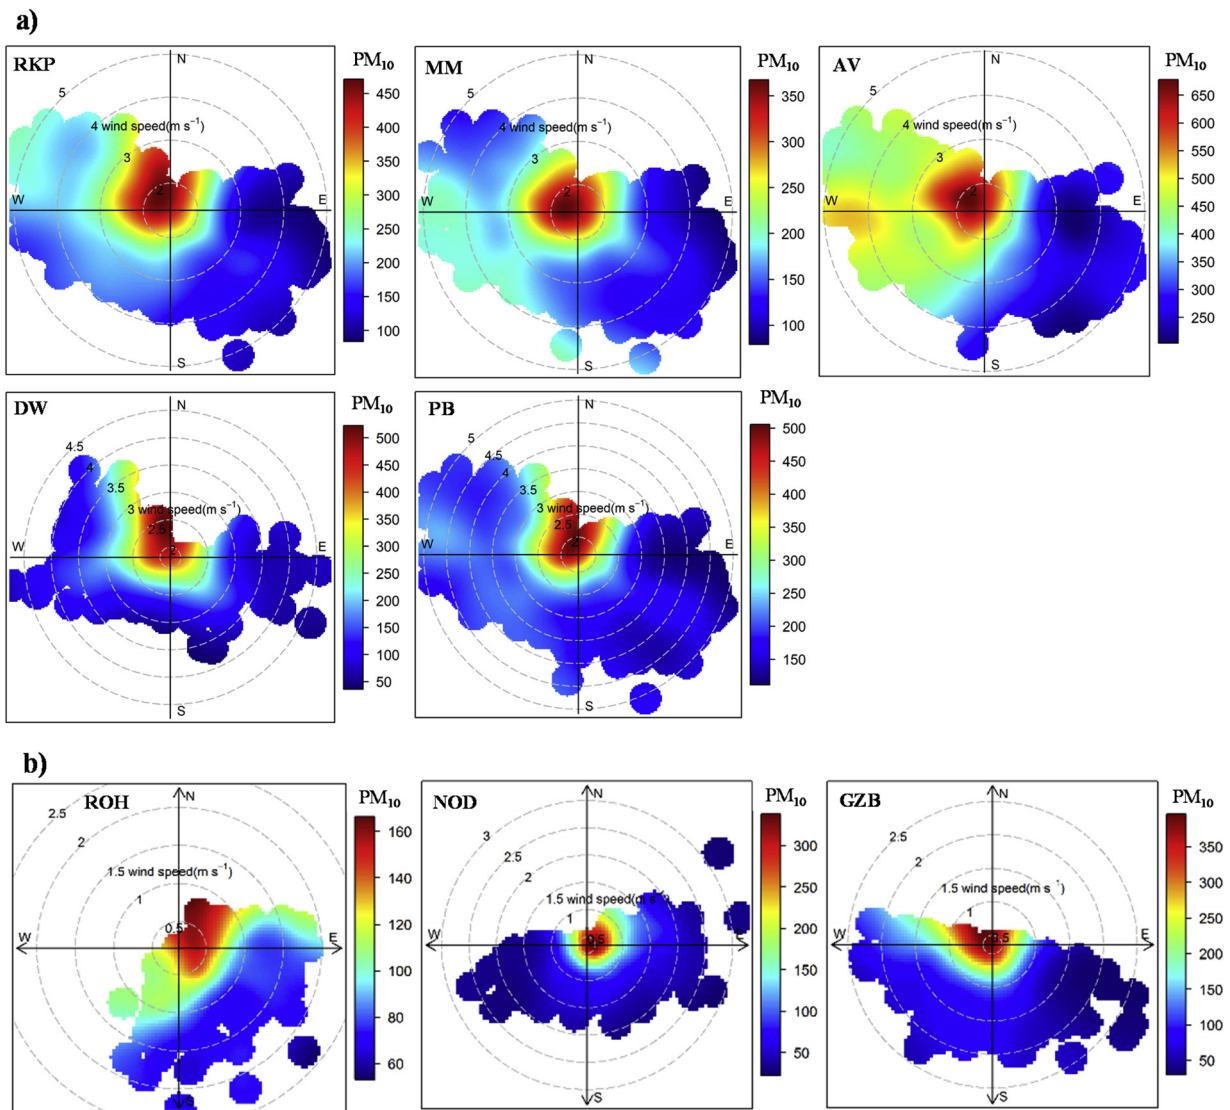 a)
RKP
PM10
N
5
4 wind speed(m s−1)
3
2
W
E
S
450
400
350
300
250
200
150
100
MM
PM10
N
5
4 wind speed(m s−1)
3
2
W
E
S
350
300
250
200
150
100
AV
PM10
N
5
4 wind speed(m s−1)
3
2
W
E
S
650
600
550
500
450
400
350
300
250
DW
PM10
N
4.5
4
3.5
3 wind speed(m s−1)
2.5
2
W
E
S
500
450
400
350
300
250
200
150
100
50
PB
PM10
N
5
4.5
4
3.5
3 wind speed(m s−1)
2.5
2
W
E
S
500
450
400
350
300
250
200
150
b)
ROH
PM10
N
2.5
2
1.5 wind speed(m s−1)
1
0.5
W
E
S
160
140
120
100
80
60
NOD
PM10
N
3
2.5
2
1.5 wind speed(m s−1)
1
0.5
W
E
S
300
250
200
150
100
50
GZB
PM10
N
2.5
2
1.5 wind speed(m s−1)
1
0.5
W
E
S
350
300
250
200
150
100
50